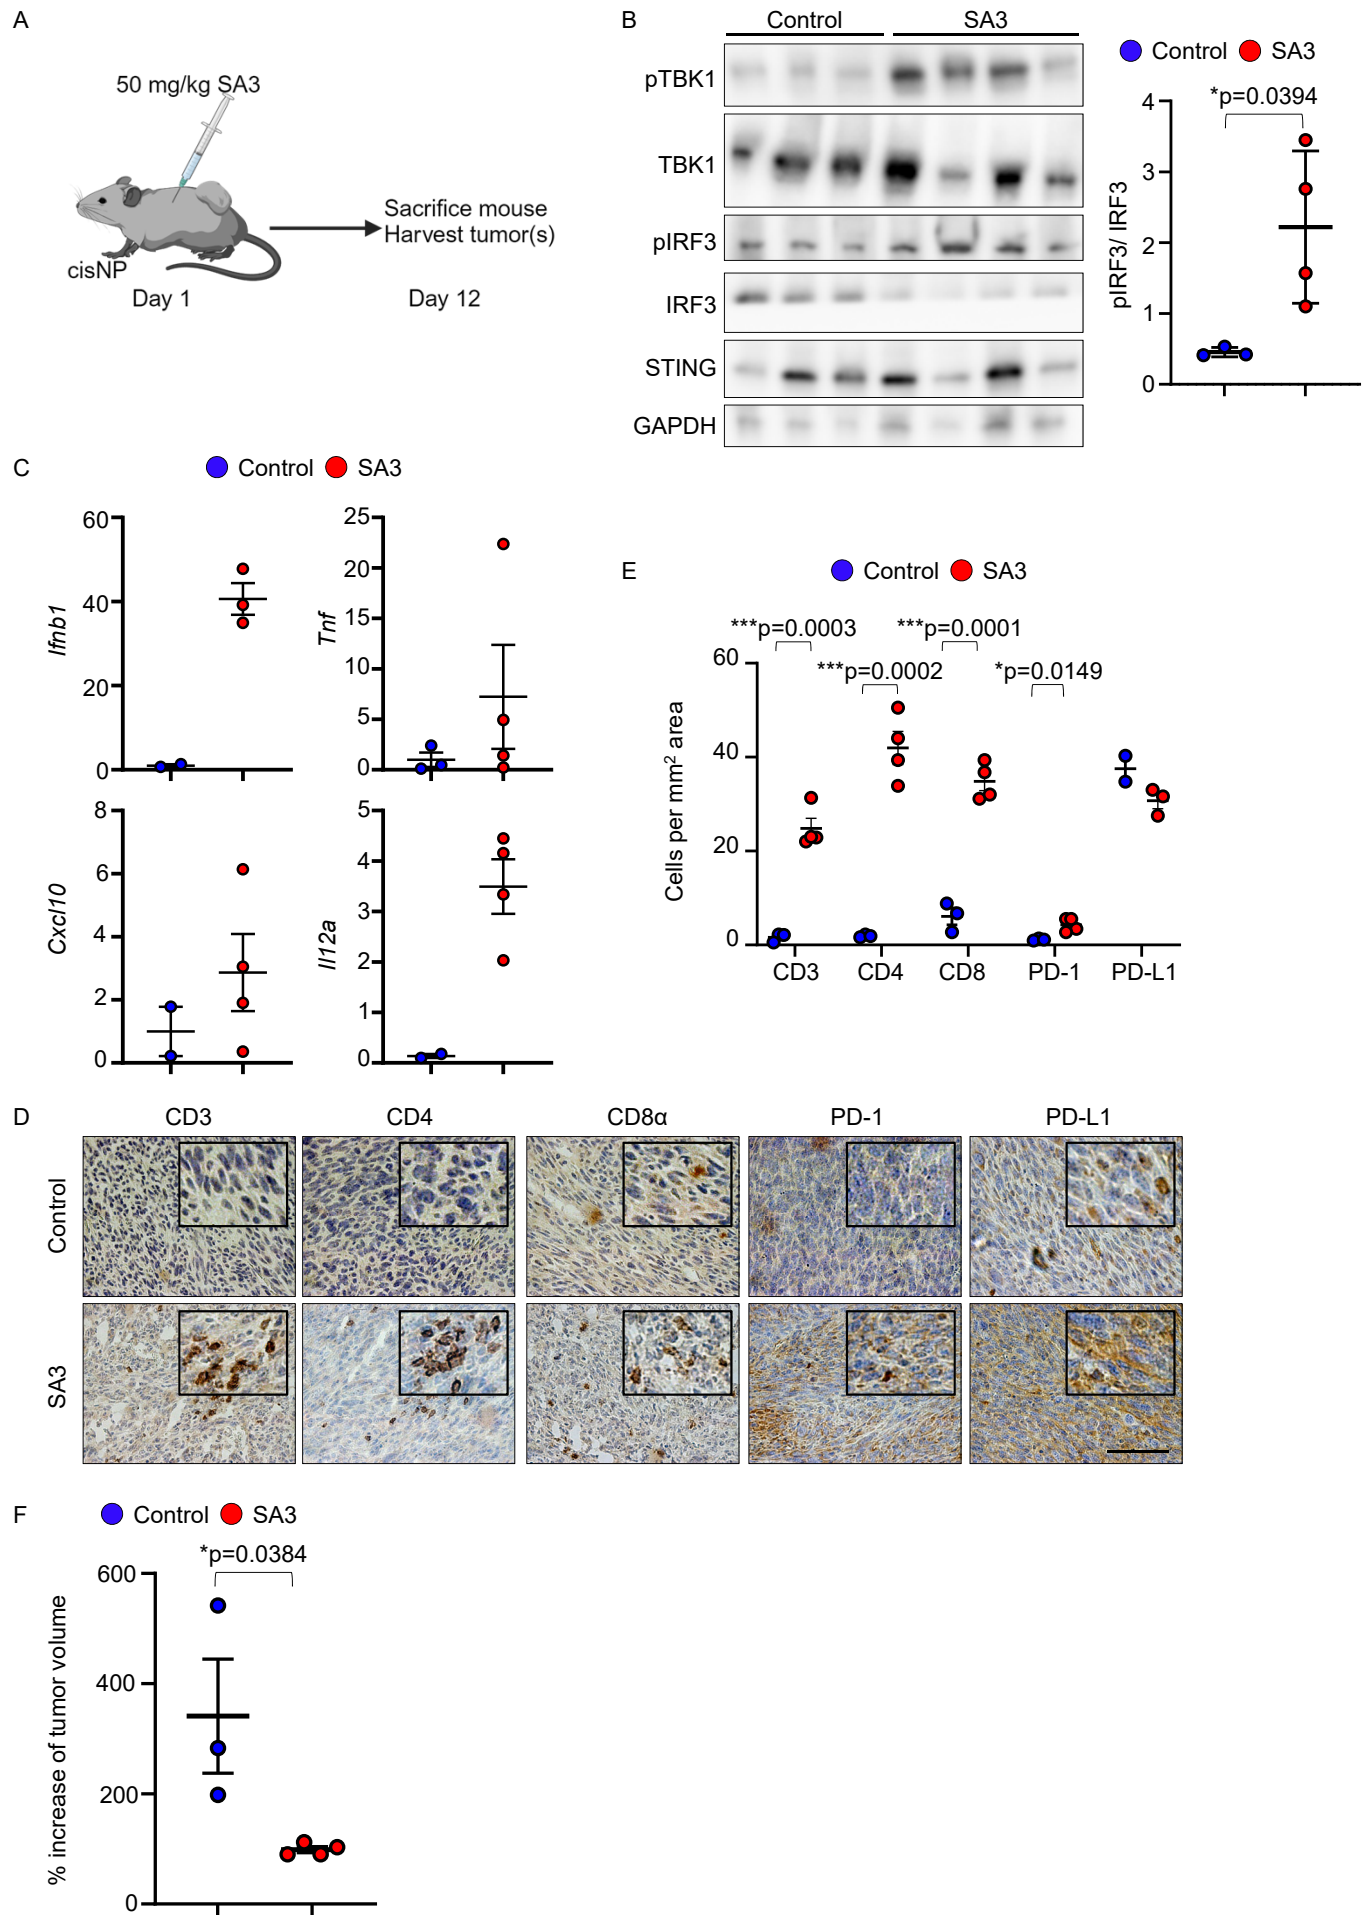 A
50 mg/kg SA3
cisNP
Day 1
Sacrifice mouse
Harvest tumor(s)
Day 12
B
Control
SA3
pTBK1
TBK1
pIRF3
IRF3
STING
GAPDH
Control
SA3
*p=0.0394
pIRF3/ IRF3
4
3
2
1
0
C
Control
SA3
Ifnb1
60
40
20
0
Tnf
25
20
15
10
5
0
Cxcl10
8
6
4
2
0
Il12a
5
4
3
2
1
0
E
Control
SA3
***p=0.0003
***p=0.0001
***p=0.0002
*p=0.0149
Cells per mm² area
60
40
20
0
CD3
CD4
CD8
PD-1
PD-L1
D
CD3
CD4
CD8α
PD-1
PD-L1
Control
SA3
F
Control
SA3
*p=0.0384
% increase of tumor volume
600
400
200
0